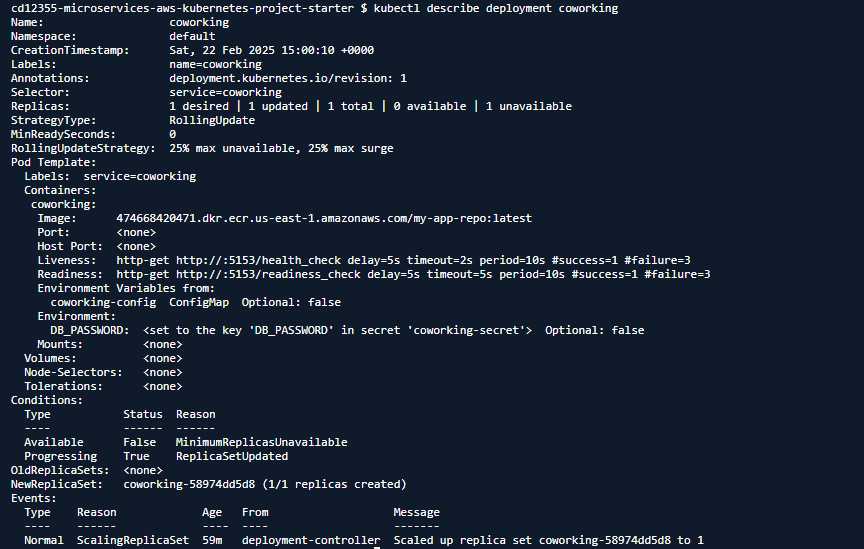 cd12355-microservices-aws-kubernetes-project-starter $ kubectl describe deployment coworking
Name:                   coworking
Namespace:              default
CreationTimestamp:      Sat, 22 Feb 2025 15:00:10 +0000
Labels:                 name=coworking
Annotations:            deployment.kubernetes.io/revision: 1
Selector:               service=coworking
Replicas:               1 desired | 1 updated | 1 total | 0 available | 1 unavailable
StrategyType:           RollingUpdate
MinReadySeconds:        0
RollingUpdateStrategy:  25% max unavailable, 25% max surge
Pod Template:
  Labels:  service=coworking
  Containers:
   coworking:
    Image:      474668420471.dkr.ecr.us-east-1.amazonaws.com/my-app-repo:latest
    Port:       <none>
    Host Port:  <none>
    Liveness:   http-get http://:5153/health_check delay=5s timeout=2s period=10s #success=1 #failure=3
    Readiness:  http-get http://:5153/readiness_check delay=5s timeout=5s period=10s #success=1 #failure=3
    Environment Variables from:
      coworking-config  ConfigMap  Optional: false
    Environment:
      DB_PASSWORD:  <set to the key 'DB_PASSWORD' in secret 'coworking-secret'>  Optional: false
    Mounts:         <none>
  Volumes:          <none>
  Node-Selectors:   <none>
  Tolerations:      <none>
Conditions:
  Type           Status  Reason
  ----           ------  ------
  Available      False   MinimumReplicasUnavailable
  Progressing    True    ReplicaSetUpdated
OldReplicaSets:  <none>
NewReplicaSet:   coworking-58974dd5d8 (1/1 replicas created)
Events:
  Type    Reason             Age   From                   Message
  ----    ------             ----  ----                   -------
  Normal  ScalingReplicaSet  59m   deployment-controller  Scaled up replica set coworking-58974dd5d8 to 1